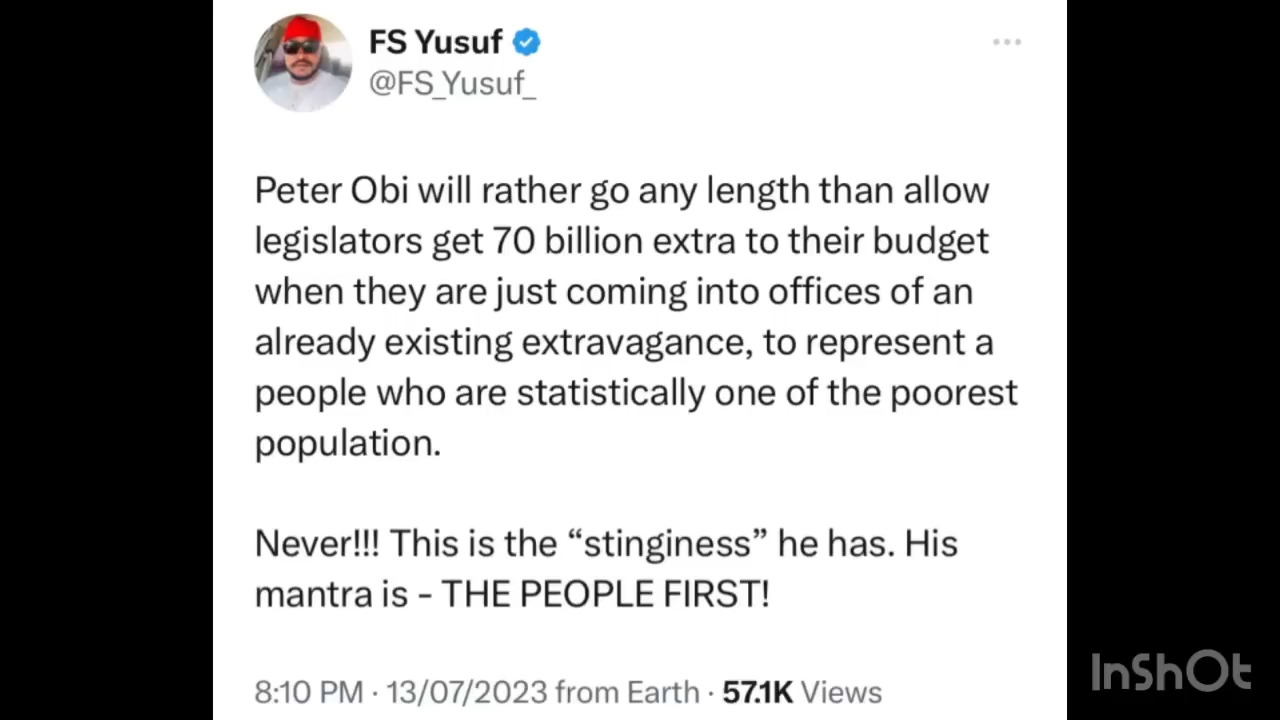 FS Yusuf
@FS_Yusuf_
Peter Obi will rather go any length than allow
legislators get 70 billion extra to their budget
when they are just coming into offices of an
already existing extravagance, to represent a
people who are statistically one of the poorest
population.
Never!!! This is the “stinginess” he has. His
mantra is - THE PEOPLE FIRST!
8:10 PM · 13/07/2023 from Earth · 57.1K Views
InShOt